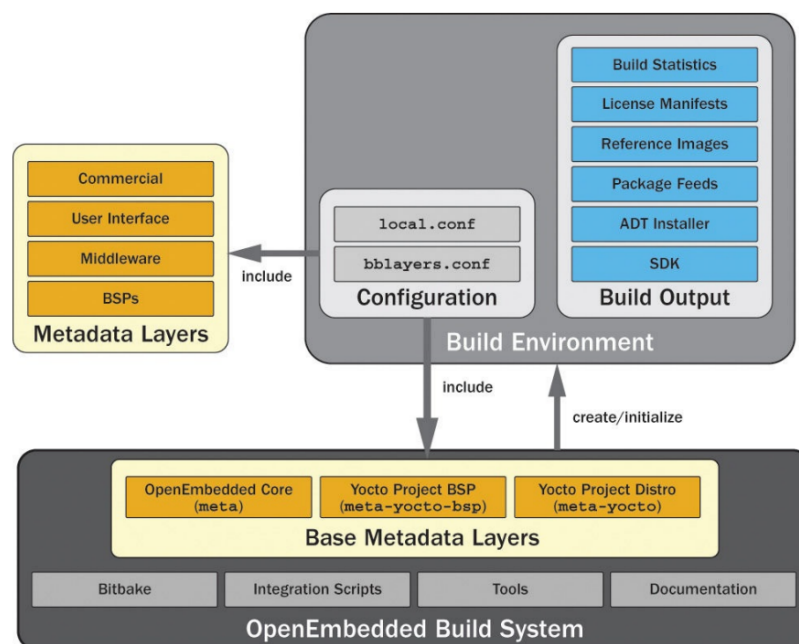 Build Statistics
License Manifests
Reference Images
Package Feeds
ADT Installer
SDK
Build Output
Commercial
User Interface
Middleware
BSPs
Metadata Layers
include
local.conf
bblayers.conf
Configuration
Build Environment
include
create/initialize
OpenEmbedded Core
(meta)
Yocto Project BSP
(meta-yocto-bsp)
Yocto Project Distro
(meta-yocto)
Base Metadata Layers
Bitbake
Integration Scripts
Tools
Documentation
OpenEmbedded Build System